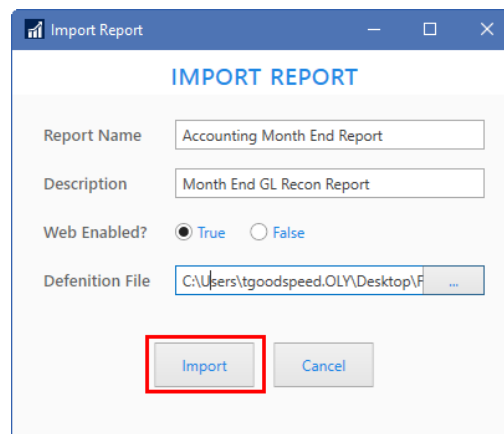 Import Report
IMPORT REPORT
Report Name Accounting Month End Report
Description Month End GL Recon Report
Web Enabled? True False
Defenition File C:\Users\tgoodspeed.OLY\Desktop\F ...
Import Cancel